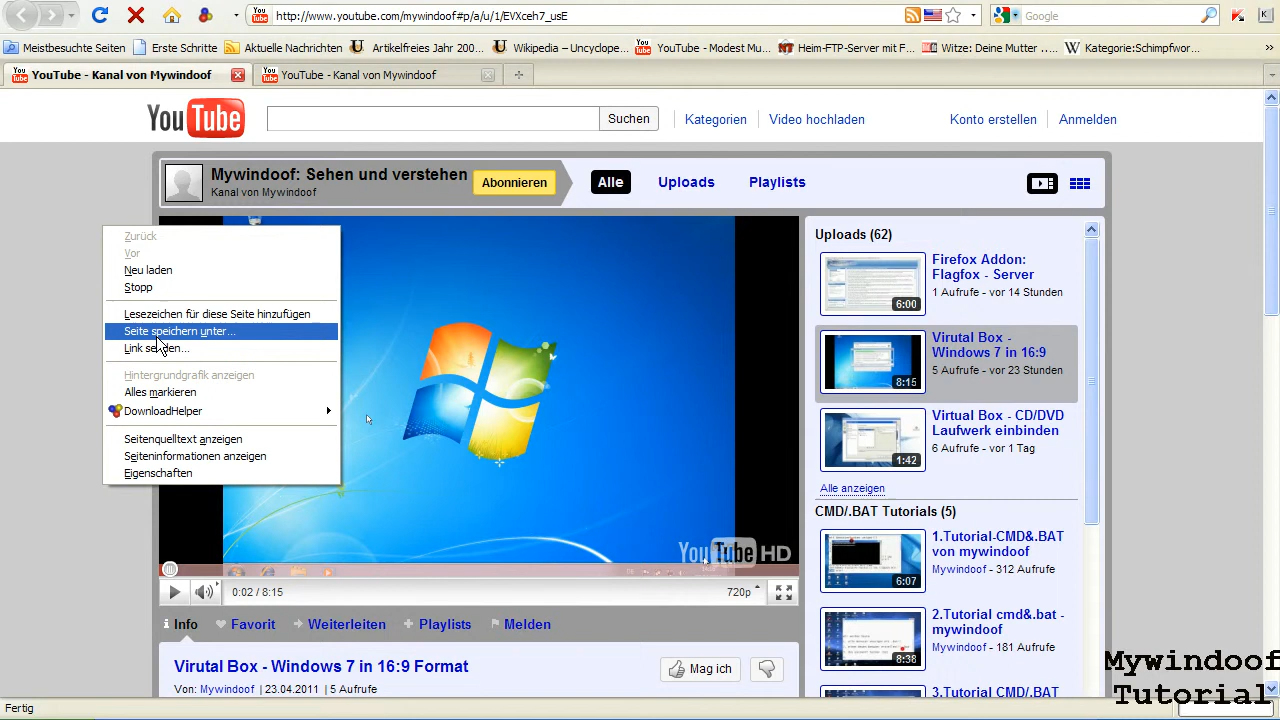 http://www.youtube.com/mywindoof#p/a/u/1/EVXceh7_usE
Google
Meistbesuchte Seiten
Erste Schritte
Aktuelle Nachrichten
Artikelfreies Jahr 200...
Wikipedia – Uncyclope...
YouTube - Modest Mu...
Heim-FTP-Server mit F...
Witze: Deine Mutter ....
Kategorie:Schimpfwor...
YouTube - Kanal von Mywindoof
YouTube - Kanal von Mywindoof
YouTube
Suchen
Kategorien
Video hochladen
Konto erstellen
Anmelden
Mywindoof: Sehen und verstehen
Kanal von Mywindoof
Abonnieren
Alle
Uploads
Playlists
Zurück
Vor
Neu laden
Stopp
Lesezeichen für diese Seite hinzufügen
Seite speichern unter...
Link senden...
Hintergrundgrafik anzeigen
Alles markieren
DownloadHelper
Seitenquelltext anzeigen
Seiteninformationen anzeigen
Eigenschaften
YouTube HD
0:02 / 8:15
720p
Info
Favorit
Weiterleiten
Playlists
Melden
Virutal Box - Windows 7 in 16:9 Format
Von: Mywindoof | 23.04.2011 | 5 Aufrufe
Mag ich
Uploads (62)
6:00
Firefox Addon:
Flagfox - Server
1 Aufrufe - vor 14 Stunden
8:15
Virutal Box -
Windows 7 in 16:9
5 Aufrufe - vor 23 Stunden
1:42
Virtual Box - CD/DVD
Laufwerk einbinden
6 Aufrufe - vor 1 Tag
Alle anzeigen
CMD/.BAT Tutorials (5)
6:07
1.Tutorial-CMD&.BAT
von mywindoof
Mywindoof - 312 Aufrufe
8:38
2.Tutorial cmd&.bat -
mywindoof
Mywindoof - 181 Aufrufe
3.Tutorial CMD/.BAT
Mywindoof
Tutorial
Fertig